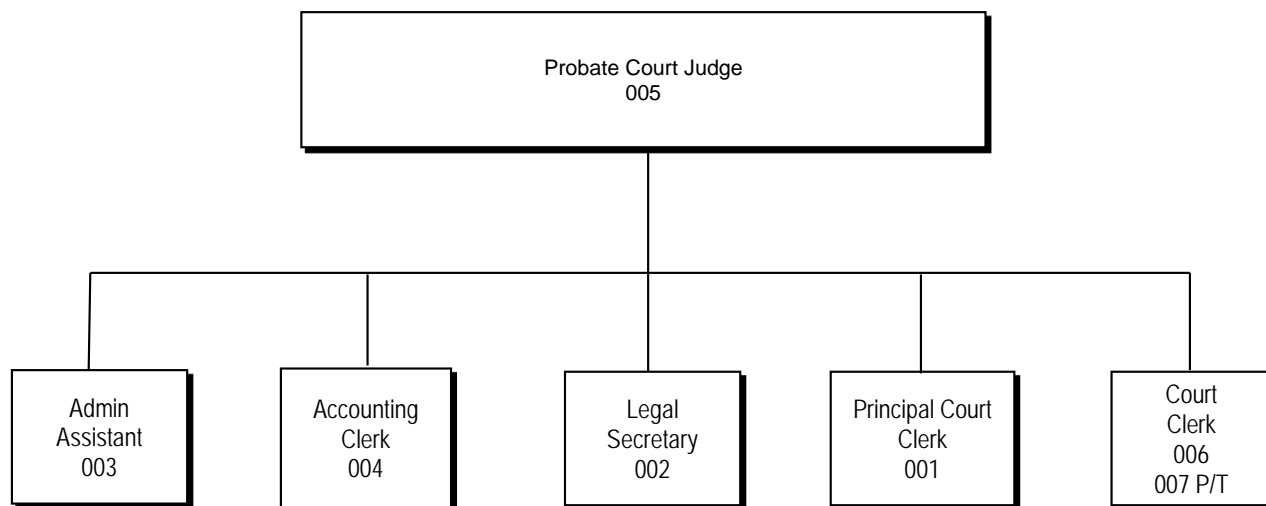 Probate Court Judge
005
Admin
Assistant
003
Accounting
Clerk
004
Legal
Secretary
002
Principal Court
Clerk
001
Court
Clerk
006
007 P/T